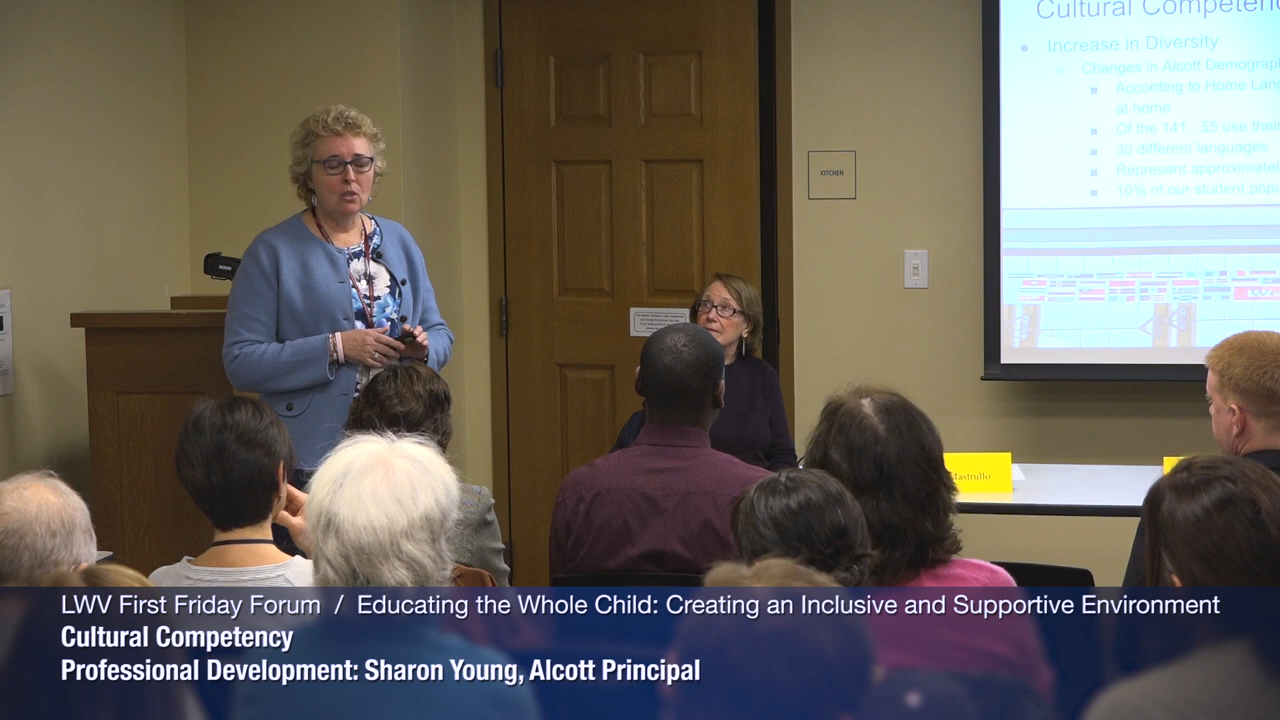 Cultural Competenc
Increase in Diversity
Changes in Alcott Demograph
According to Home Lang
at home
Of the 141 - 55 use their
30 different languages
Represent approximatel
10% of our student popu
KITCHEN
Mastrullo
LWV First Friday Forum / Educating the Whole Child: Creating an Inclusive and Supportive Environment
Cultural Competency
Professional Development: Sharon Young, Alcott Principal